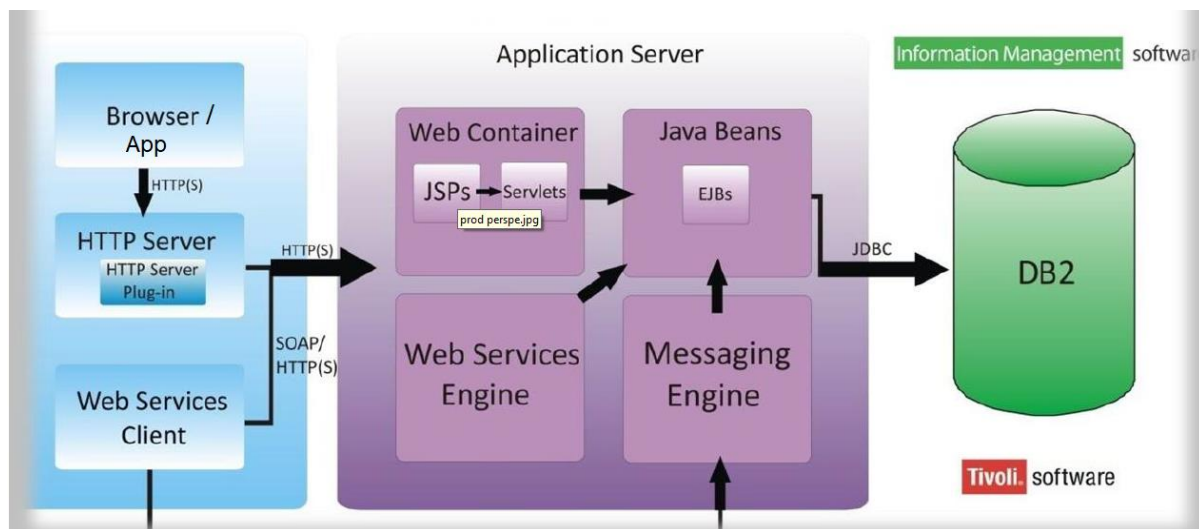 Browser /
App
HTTP(S)
HTTP Server
HTTP Server
Plug-in
SOAP/
HTTP(S)
Web Services
Client
HTTP(S)
Application Server
Web Container
JSPs
Servlets
prod perspe.jpg
Java Beans
EJBs
Web Services
Engine
Messaging
Engine
JDBC
Information Management softwar
DB2
Tivoli. software